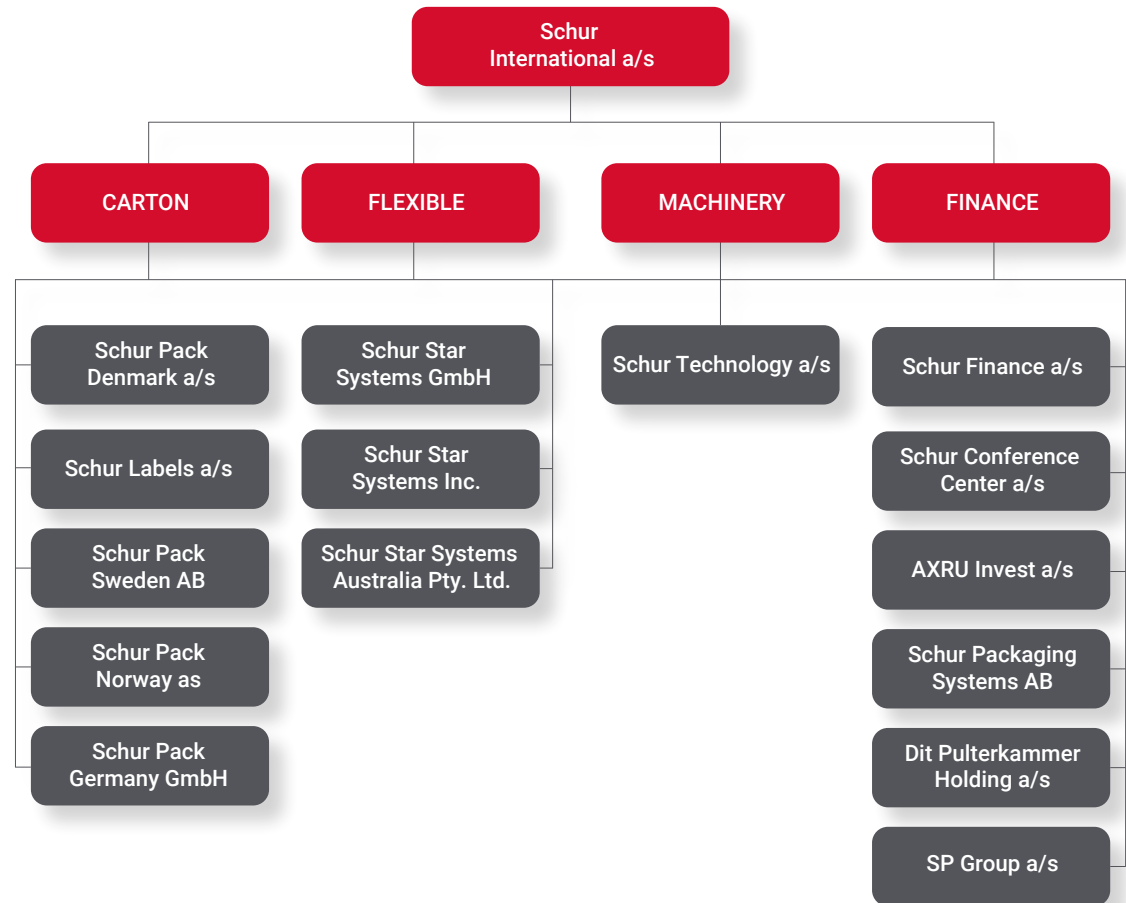 Schur
International a/s
CARTON
FLEXIBLE
MACHINERY
FINANCE
Schur Pack
Denmark a/s
Schur Labels a/s
Schur Pack
Sweden AB
Schur Pack
Norway as
Schur Pack
Germany GmbH
Schur Star
Systems GmbH
Schur Star
Systems Inc.
Schur Star Systems
Australia Pty. Ltd.
Schur Technology a/s
Schur Finance a/s
Schur Conference
Center a/s
AXRU Invest a/s
Schur Packaging
Systems AB
Dit Pulterkammer
Holding a/s
SP Group a/s